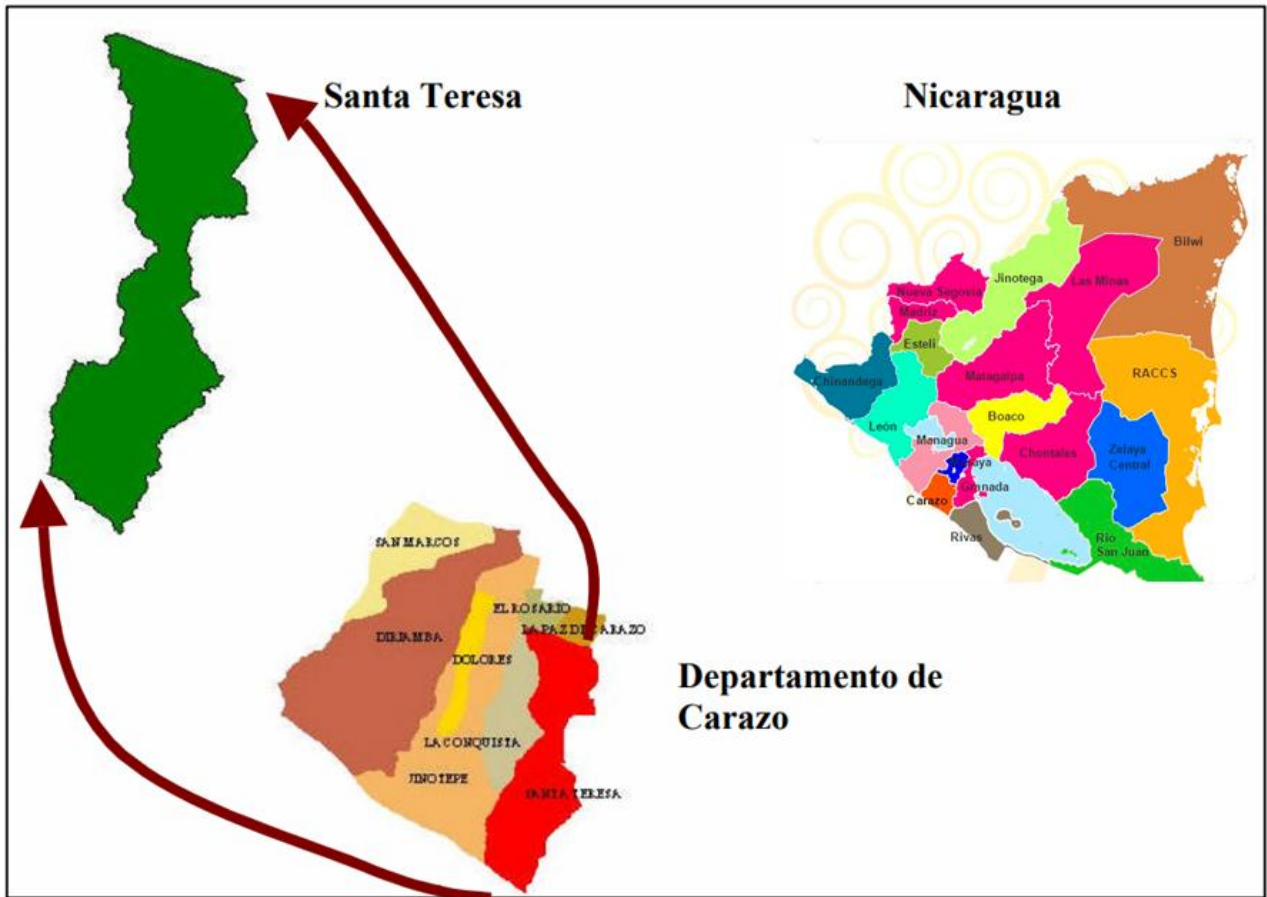 Santa Teresa
Nicaragua
Bilwi
Jinotega
Las Minas
Nueva Segovia
Madriz
Estelí
Chinandega
Matagalpa
RACCS
León
Boaco
Managua
Chontales
Zelaya
Central
Granada
Carazo
Rivas
Río
San Juan
SAN MARCOS
EL ROSARIO
LA PAZ DE CARAZO
DIRIAMBA
DOLORES
LA CONQUISTA
JINOTEPE
SANTA TERESA
Departamento de
Carazo